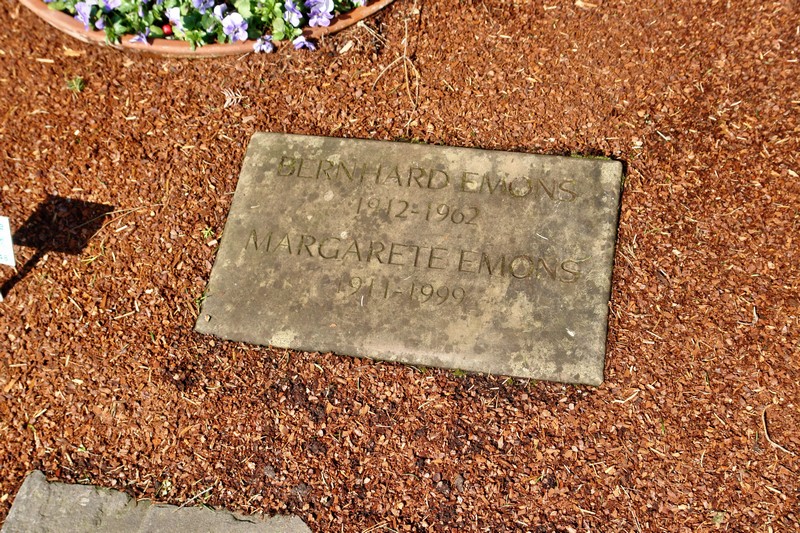 BERNHARD EMONS
1912-1962
MARGARETE EMONS
1911-1999